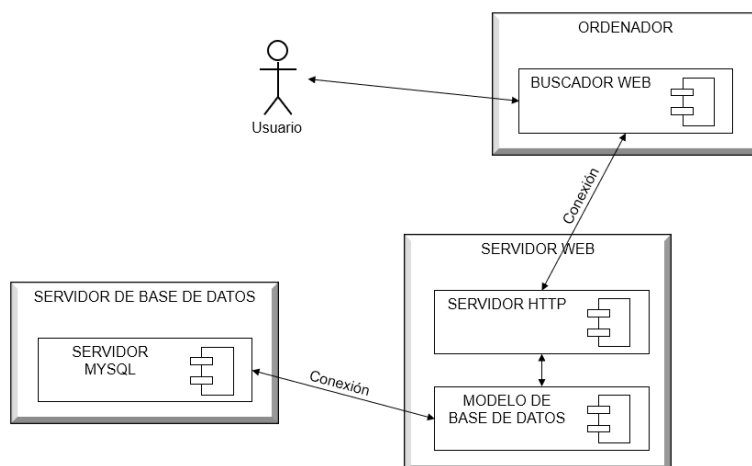 ORDENADOR
BUSCADOR WEB
Usuario
Conexión
SERVIDOR WEB
SERVIDOR HTTP
SERVIDOR DE BASE DE DATOS
SERVIDOR
MYSQL
Conexión
MODELO DE
BASE DE DATOS